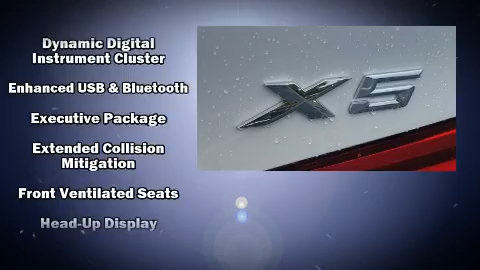 Dynamic Digital
Instrument Cluster
Enhanced USB & Bluetooth
Executive Package
Extended Collision
Mitigation
Front Ventilated Seats
Head-Up Display
X5